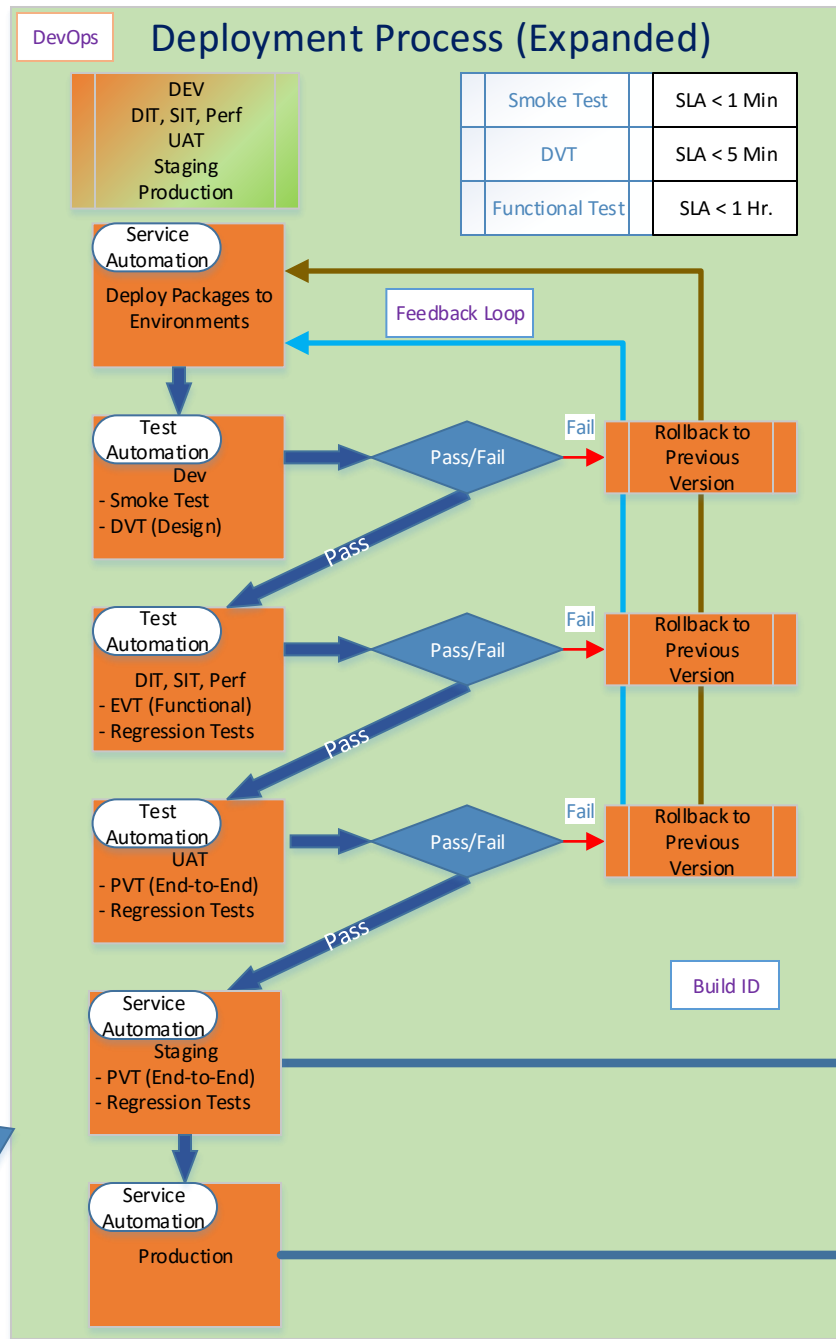 DevOps
Deployment Process (Expanded)
DEV
DIT, SIT, Perf
UAT
Staging
Production
Smoke Test
SLA < 1 Min
DVT
SLA < 5 Min
Functional Test
SLA < 1 Hr.
Service
Automation
Deploy Packages to
Environments
Feedback Loop
Test
Automation
Dev
- Smoke Test
- DVT (Design)
Pass/Fail
Fail
Rollback to
Previous
Version
Pass
Test
Automation
DIT, SIT, Perf
- EVT (Functional)
- Regression Tests
Pass/Fail
Fail
Rollback to
Previous
Version
Pass
Test
Automation
UAT
- PVT (End-to-End)
- Regression Tests
Pass/Fail
Fail
Rollback to
Previous
Version
Pass
Build ID
Service
Automation
Staging
- PVT (End-to-End)
- Regression Tests
Service
Automation
Production